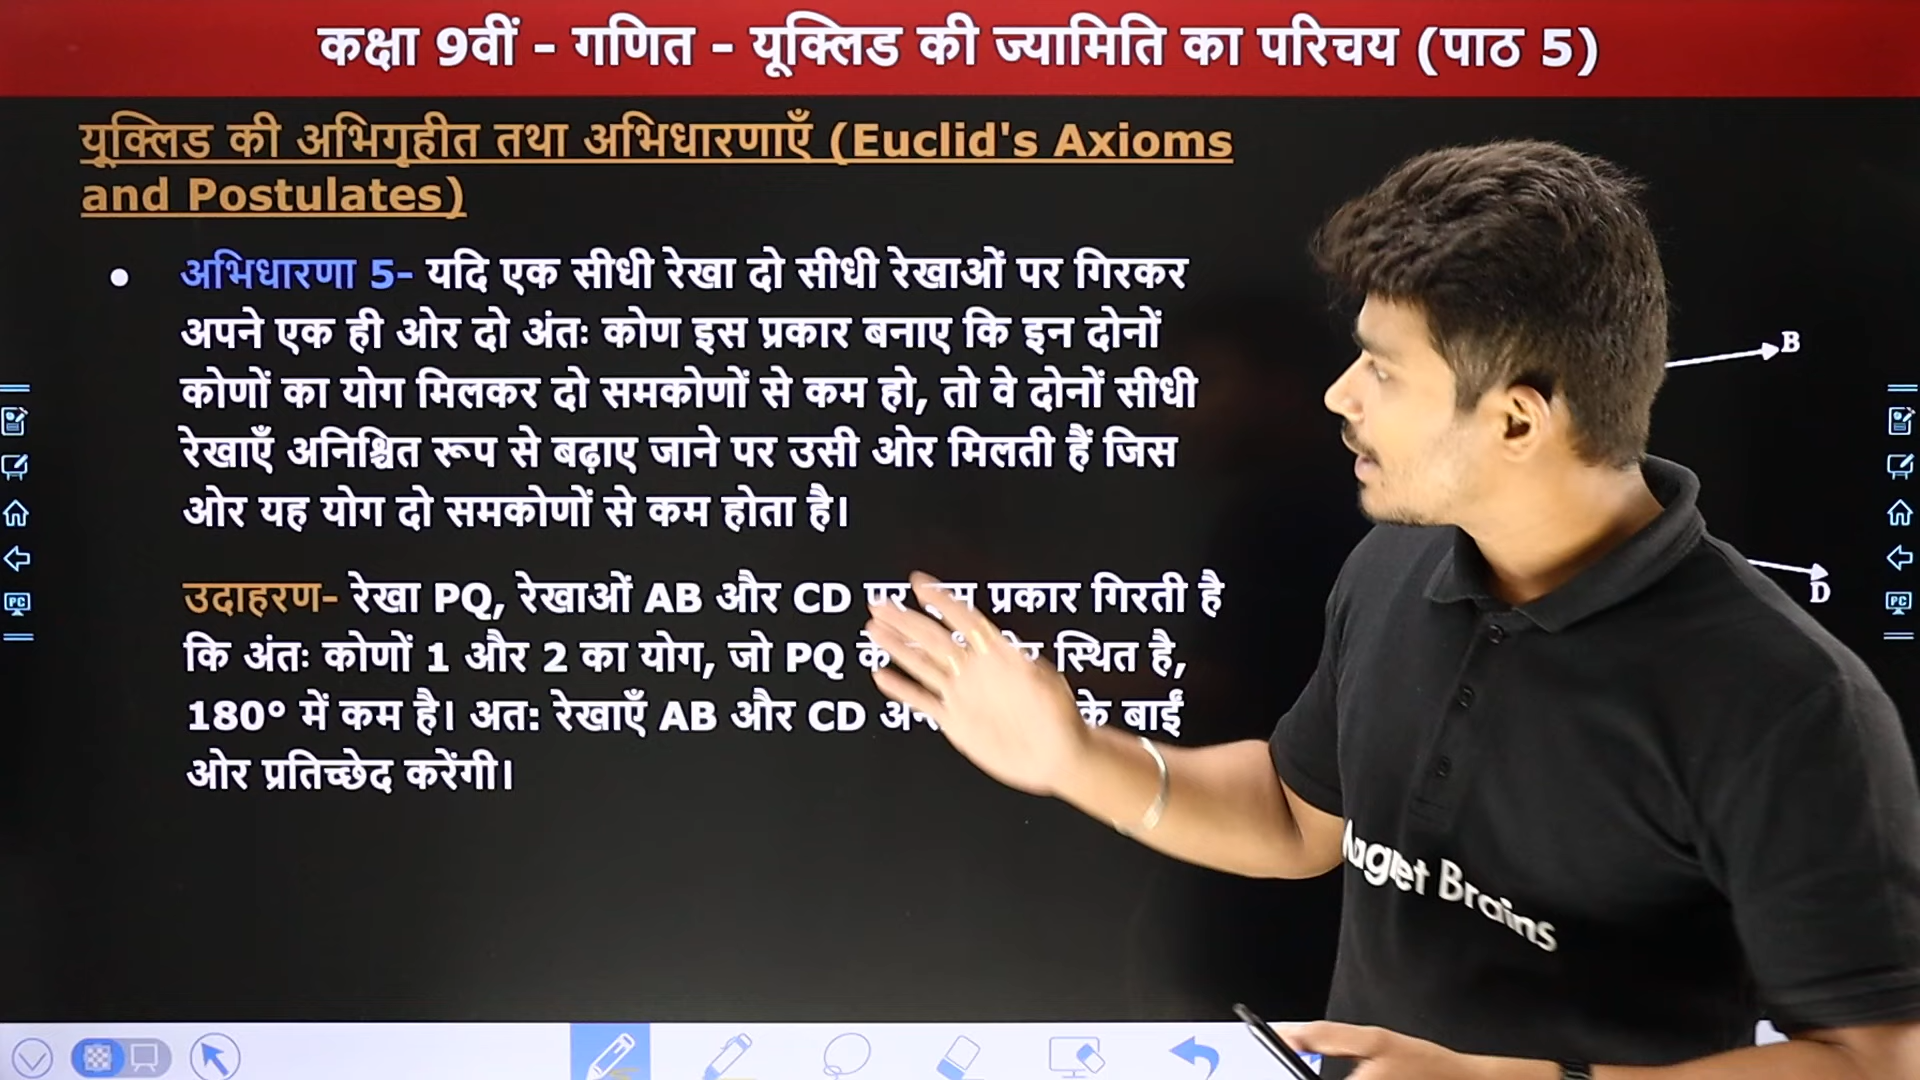 कक्षा 9वीं - गणित - यूक्लिड की ज्यामिति का परिचय (पाठ 5)
यूक्लिड की अभिगृहीत तथा अभिधारणाएँ (Euclid's Axioms
and Postulates)
अभिधारणा 5- यदि एक सीधी रेखा दो सीधी रेखाओं पर गिरकर
अपने एक ही ओर दो अंतः कोण इस प्रकार बनाए कि इन दोनों
कोणों का योग मिलकर दो समकोणों से कम हो, तो वे दोनों सीधी
रेखाएँ अनिश्चित रूप से बढ़ाए जाने पर उसी ओर मिलती हैं जिस
ओर यह योग दो समकोणों से कम होता है।
उदाहरण- रेखा PQ, रेखाओं AB और CD प्रकार गिरती है
कि अंतः कोणों 1 और 2 का योग, जो PQ के स्थित है,
180° में कम है। अत: रेखाएँ AB और CD के बाईं
ओर प्रतिच्छेद करेंगी।
B
D
PC
PC
Brains